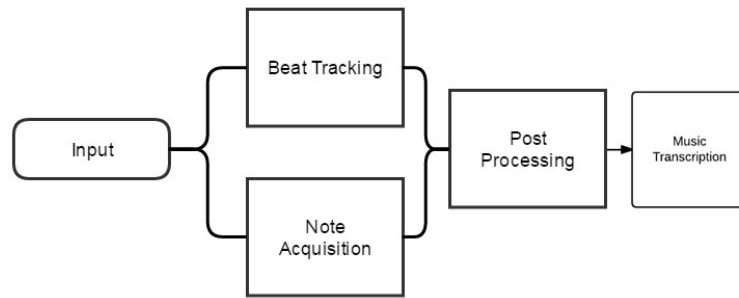 Input
Beat Tracking
Note
Acquisition
Post
Processing
Music
Transcription